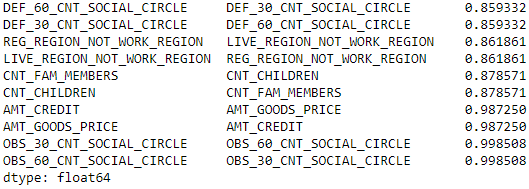 DEF_60_CNT_SOCIAL_CIRCLE DEF_30_CNT_SOCIAL_CIRCLE 0.859332
DEF_30_CNT_SOCIAL_CIRCLE DEF_60_CNT_SOCIAL_CIRCLE 0.859332
REG_REGION_NOT_WORK_REGION LIVE_REGION_NOT_WORK_REGION 0.861861
LIVE_REGION_NOT_WORK_REGION REG_REGION_NOT_WORK_REGION 0.861861
CNT_FAM_MEMBERS CNT_CHILDREN 0.878571
CNT_CHILDREN CNT_FAM_MEMBERS 0.878571
AMT_CREDIT AMT_GOODS_PRICE 0.987250
AMT_GOODS_PRICE AMT_CREDIT 0.987250
OBS_30_CNT_SOCIAL_CIRCLE OBS_60_CNT_SOCIAL_CIRCLE 0.998508
OBS_60_CNT_SOCIAL_CIRCLE OBS_30_CNT_SOCIAL_CIRCLE 0.998508
dtype: float64